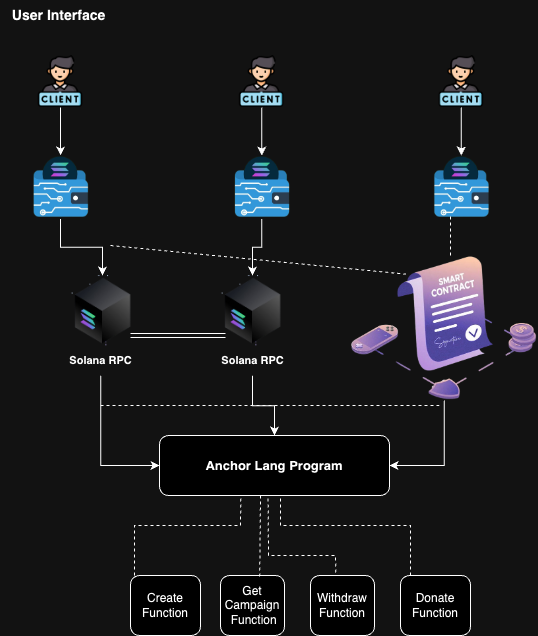 User Interface
CLIENT
CLIENT
CLIENT
SMART
CONTRACT
Signature
Solana RPC
Solana RPC
Anchor Lang Program
Create
Function
Get
Campaign
Function
Withdraw
Function
Donate
Function